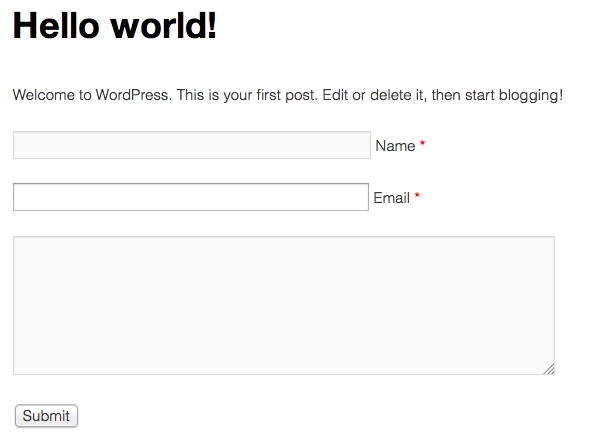 Hello world!
Welcome to WordPress. This is your first post. Edit or delete it, then start blogging!
Name *
Email *
Submit